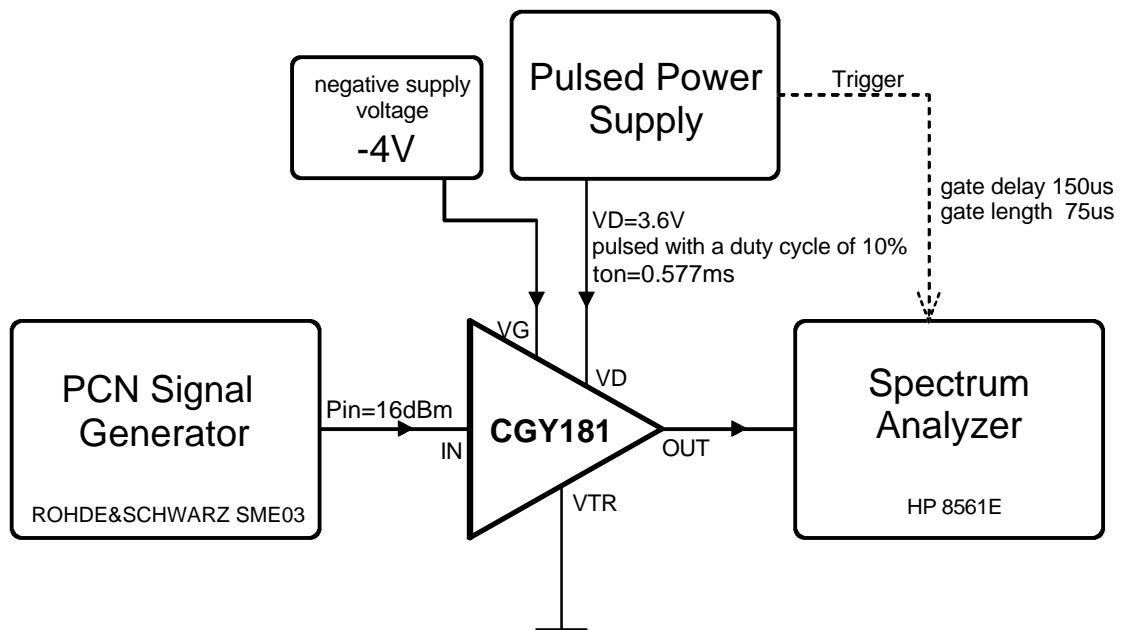 negative supply
voltage
-4V
Pulsed Power
Supply
Trigger
gate delay 150us
gate length 75us
VD=3.6V
pulsed with a duty cycle of 10%
ton=0.577ms
PCN Signal
Generator
ROHDE&SCHWARZ SME03
Pin=16dBm
IN
VG
VD
CGY181
OUT
VTR
Spectrum
Analyzer
HP 8561E